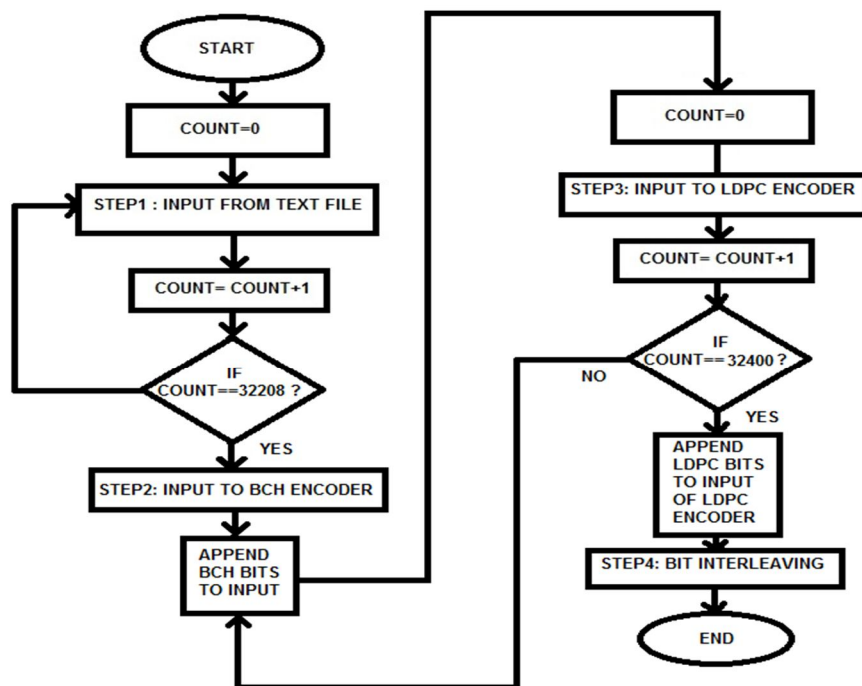 START
COUNT=0
STEP1 : INPUT FROM TEXT FILE
COUNT= COUNT+1
IF
COUNT==32208 ?
YES
STEP2: INPUT TO BCH ENCODER
APPEND
BCH BITS
TO INPUT
COUNT=0
STEP3: INPUT TO LDPC ENCODER
COUNT= COUNT+1
IF
COUNT== 32400 ?
NO
YES
APPEND
LDPC BITS
TO INPUT
OF LDPC
ENCODER
STEP4: BIT INTERLEAVING
END